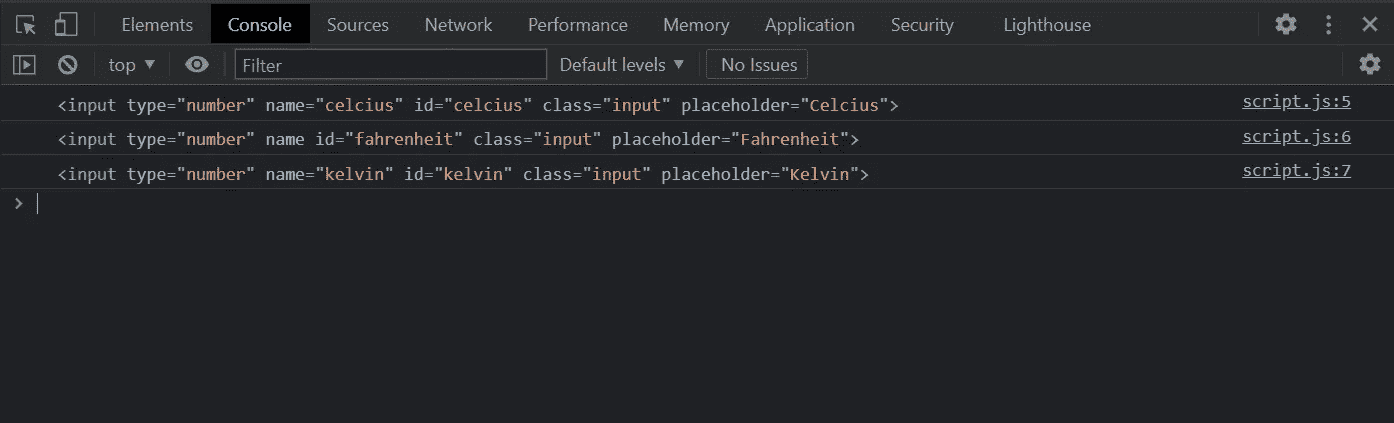 Elements Console Sources Network Performance Memory Application Security Lighthouse
top Filter Default levels No Issues
<input type="number" name="celcius" id="celcius" class="input" placeholder="Celcius"> script.js:5
<input type="number" name id="fahrenheit" class="input" placeholder="Fahrenheit"> script.js:6
<input type="number" name="kelvin" id="kelvin" class="input" placeholder="Kelvin"> script.js:7